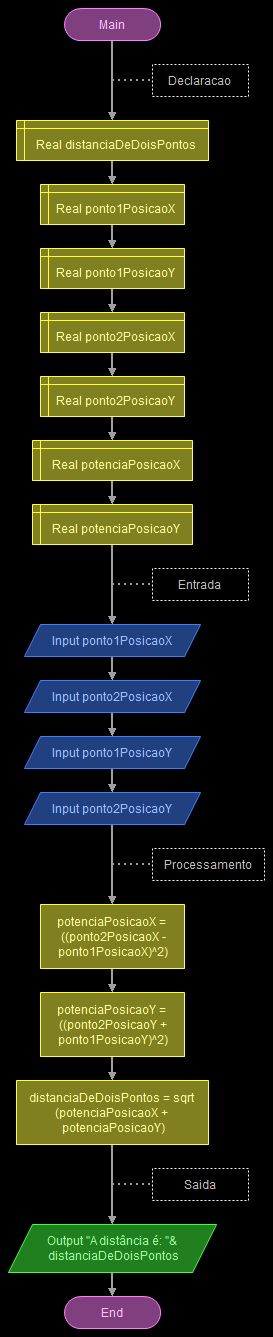 Main
Declaracao
Real distanciaDeDoisPontos
Real ponto1PosicaoX
Real ponto1PosicaoY
Real ponto2PosicaoX
Real ponto2PosicaoY
Real potenciaPosicaoX
Real potenciaPosicaoY
Entrada
Input ponto1PosicaoX
Input ponto2PosicaoX
Input ponto1PosicaoY
Input ponto2PosicaoY
Processamento
potenciaPosicaoX =
((ponto2PosicaoX -
ponto1PosicaoX)^2)
potenciaPosicaoY =
((ponto2PosicaoY +
ponto1PosicaoY)^2)
distanciaDeDoisPontos = sqrt
(potenciaPosicaoX +
potenciaPosicaoY)
Saida
Output "A distância é: "&
distanciaDeDoisPontos
End